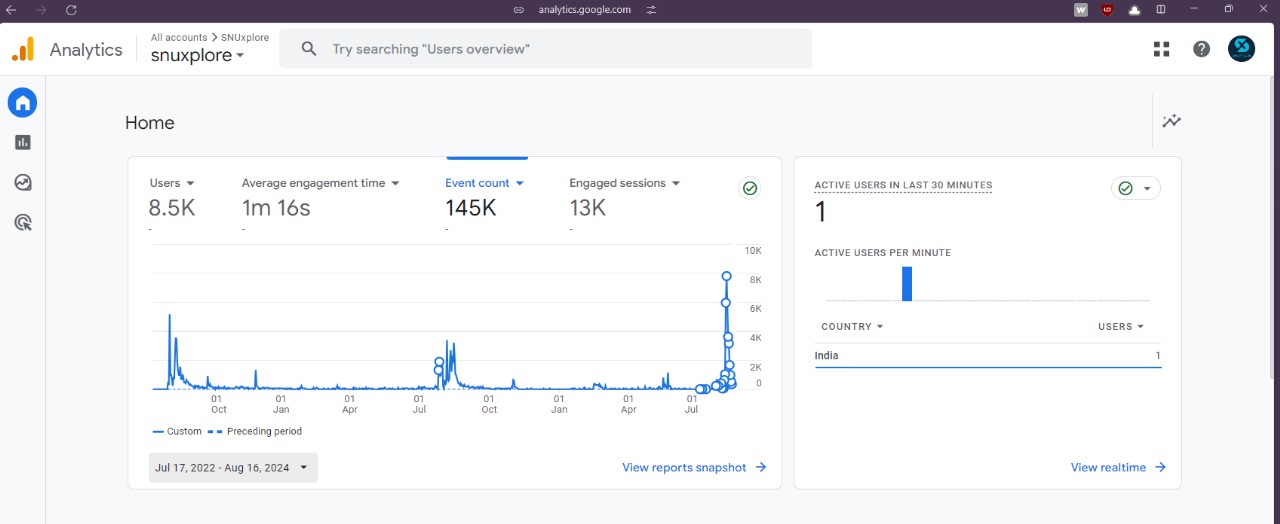 analytics.google.com
Analytics
All accounts > SNUxplore
snuxplore
Try searching "Users overview"
Home
Users
Average engagement time
Event count
Engaged sessions
8.5K
1m 16s
145K
13K
-
-
-
-
10K
8K
6K
4K
2K
0
01 Oct
01 Jan
01 Apr
01 Jul
01 Oct
01 Jan
01 Apr
01 Jul
Custom
Preceding period
Jul 17, 2022 - Aug 16, 2024
View reports snapshot
ACTIVE USERS IN LAST 30 MINUTES
1
ACTIVE USERS PER MINUTE
COUNTRY
USERS
India
1
View realtime